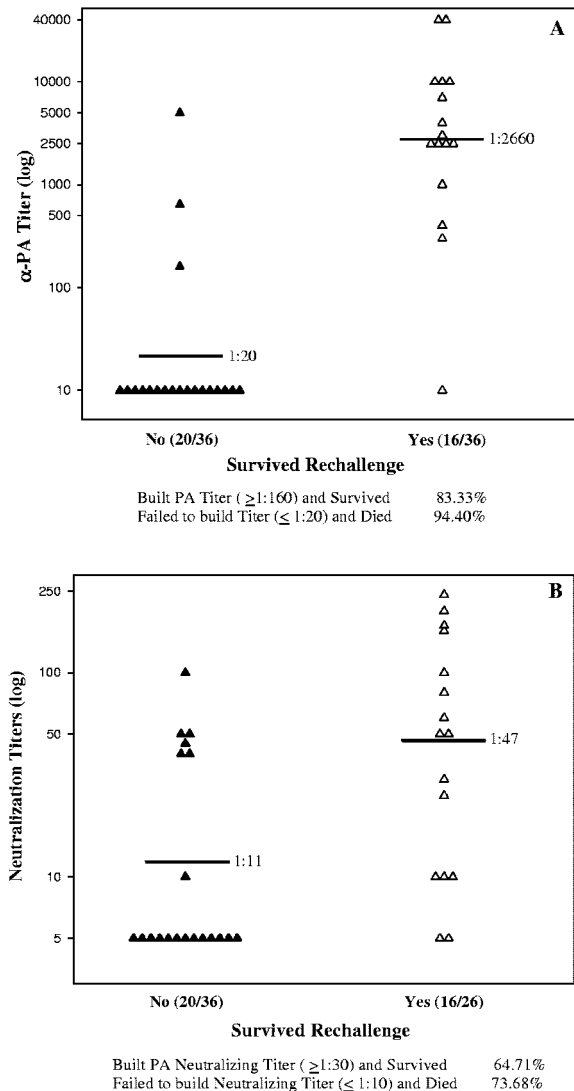 A
40000
10000
5000
2500
1000
500
100
10
α-PA Titer (log)
1:20
1:2660
No (20/36)
Yes (16/36)
Survived Rechallenge
Built PA Titer ( ≥1:160) and Survived 83.33%
Failed to build Titer (≤ 1:20) and Died 94.40%
B
250
100
50
10
5
Neutralization Titers (log)
1:11
1:47
No (20/36)
Yes (16/26)
Survived Rechallenge
Built PA Neutralizing Titer ( ≥1:30) and Survived 64.71%
Failed to build Neutralizing Titer (≤ 1:10) and Died 73.68%